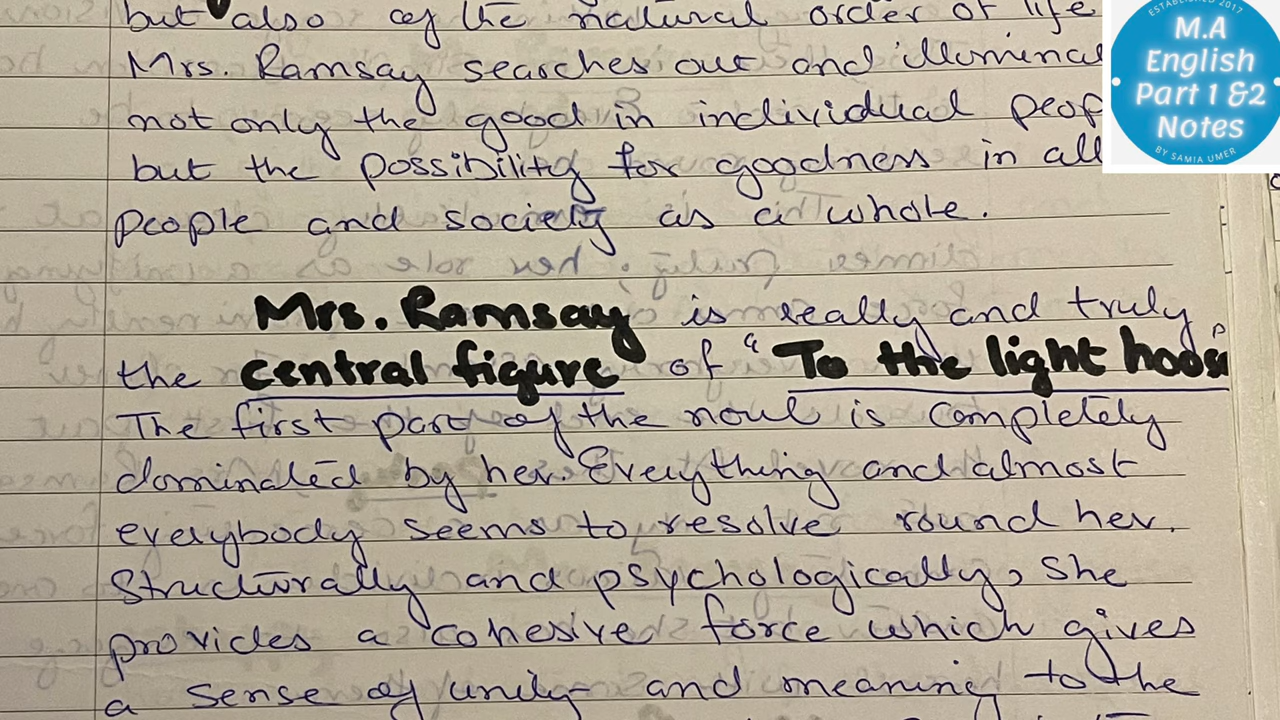 but also of the natural order of life
Mrs. Ramsay searches out and illuminat
not only the good in individual peop
but the possibility for goodness in all
people and society as a whole.
Mrs. Ramsay is really and truly
the central figure of "To the light hous"
The first part of the novel is completely
dominated by her. Everything and almost
everybody seems to resolve round her.
Structurally and psychologically, she
provides a cohesive force which gives
a sense of unity and meaning to the
ESTABLISHED 2017
M.A
English
Part 1 &2
Notes
BY SAMIA UMER